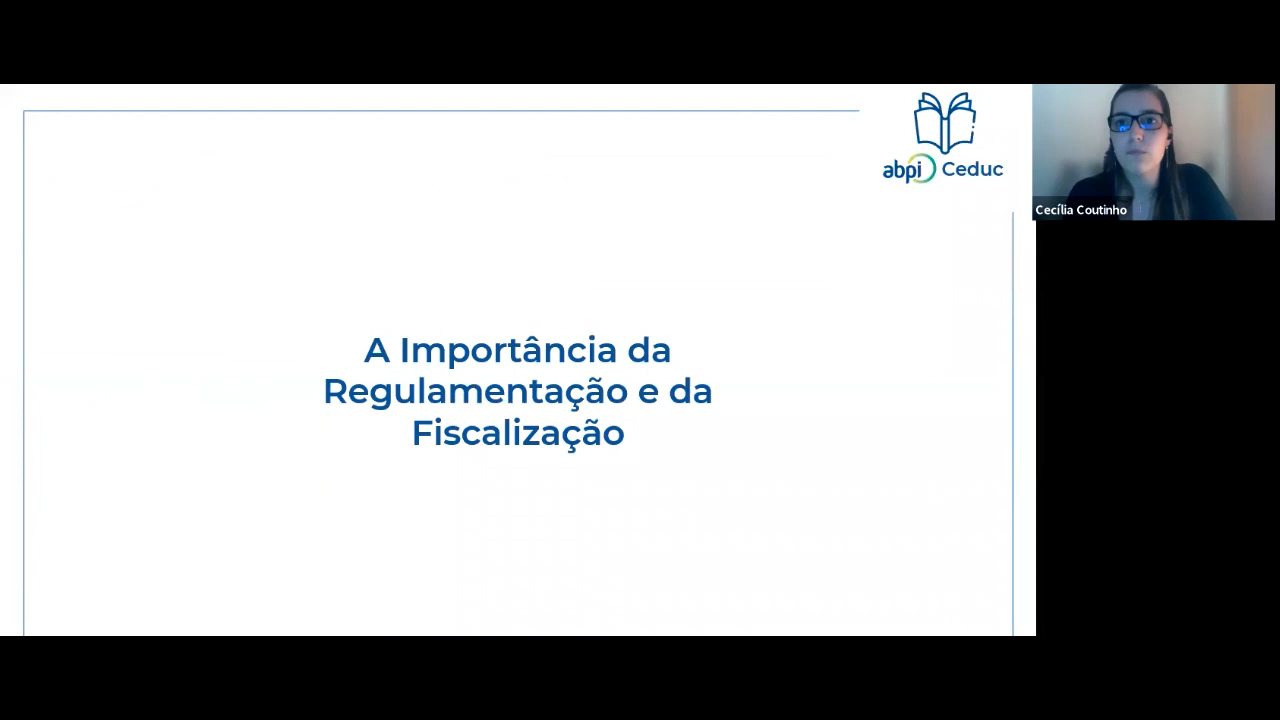 abpi Ceduc
Cecília Coutinho
A Importância da
Regulamentação e da
Fiscalização